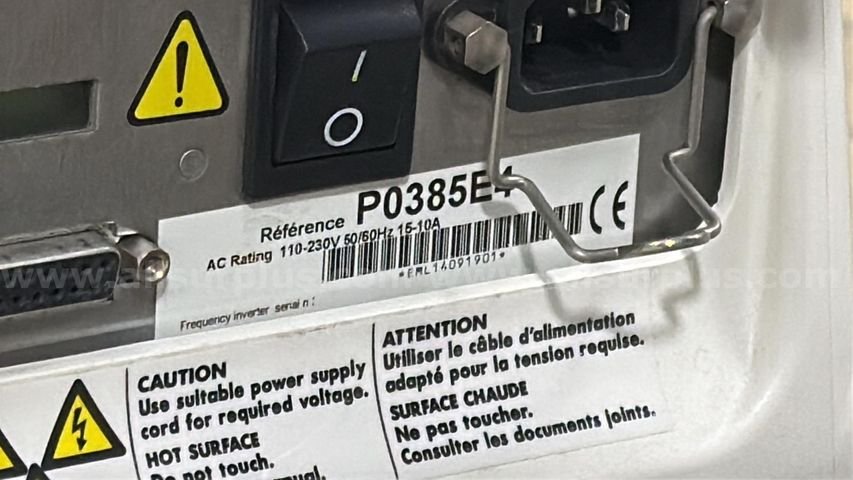 Référence P0385E4
AC Rating 110-230V 50/60Hz 15-10A
CE
*EML14091901*
Frequency inverter serial n°:
CAUTION
Use suitable power supply
cord for required voltage.
HOT SURFACE
Do not touch.
ATTENTION
Utiliser le câble d'alimentation
adapté pour la tension requise.
SURFACE CHAUDE
Ne pas toucher.
Consulter les documents joints.